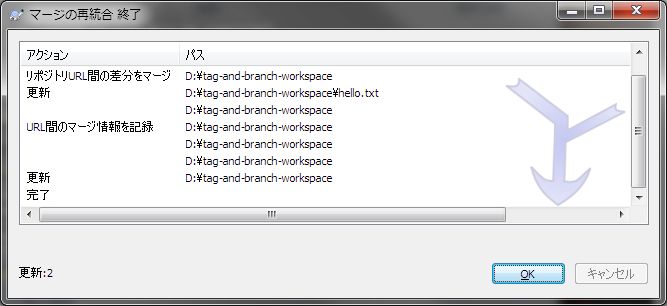 マージの再統合 終了
アクション パス
リポジトリURL間の差分をマージ D:¥tag-and-branch-workspace
更新 D:¥tag-and-branch-workspace¥hello.txt
D:¥tag-and-branch-workspace
URL間のマージ情報を記録 D:¥tag-and-branch-workspace
D:¥tag-and-branch-workspace
D:¥tag-and-branch-workspace
更新 D:¥tag-and-branch-workspace
完了
更新:2
OK キャンセル